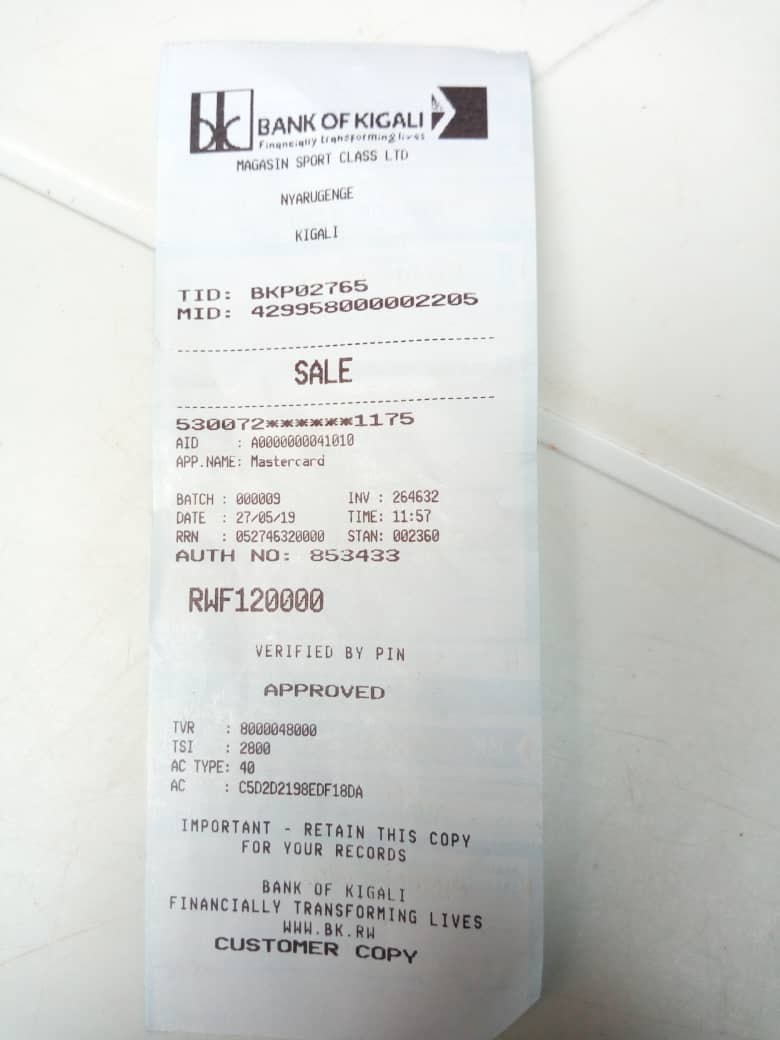 BANK OF KIGALI
Financially transforming lives
MAGASIN SPORT CLASS LTD
NYARUGENGE
KIGALI
TID: BKP02765
MID: 429958000002205
SALE
530072******1175
AID : A0000000041010
APP.NAME: Mastercard
BATCH : 000009 INV : 264632
DATE : 27/05/19 TIME: 11:57
RRN : 052746320000 STAN: 002360
AUTH NO: 853433
RWF120000
VERIFIED BY PIN
APPROVED
TVR : 8000048000
TSI : 2800
AC TYPE: 40
AC : C5D2D2198EDF18DA
IMPORTANT - RETAIN THIS COPY
FOR YOUR RECORDS
BANK OF KIGALI
FINANCIALLY TRANSFORMING LIVES
WWW.BK.RW
CUSTOMER COPY